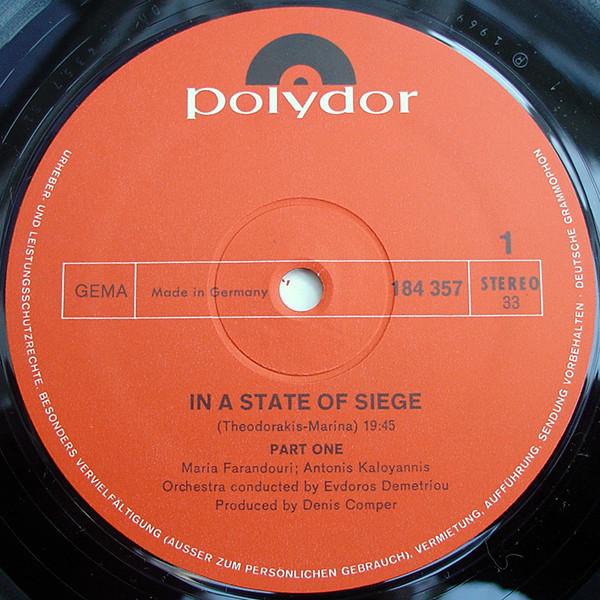 polydor
1
GEMA
Made in Germany
184 357
STEREO
33
IN A STATE OF SIEGE
(Theodorakis-Marina) 19:45
PART ONE
Maria Farandouri; Antonis Kaloyannis
Orchestra conducted by Evdoros Demetriou
Produced by Denis Comper
URHEBER- UND LEISTUNGSSCHUTZRECHTE, BESONDERS VERVIELFÄLTIGUNG (AUSSER ZUM PERSÖNLICHEN GEBRAUCH), VERMIETUNG, AUFFÜHRUNG, SENDUNG VORBEHALTEN · DEUTSCHE GRAMMOPHON
℗ 1969